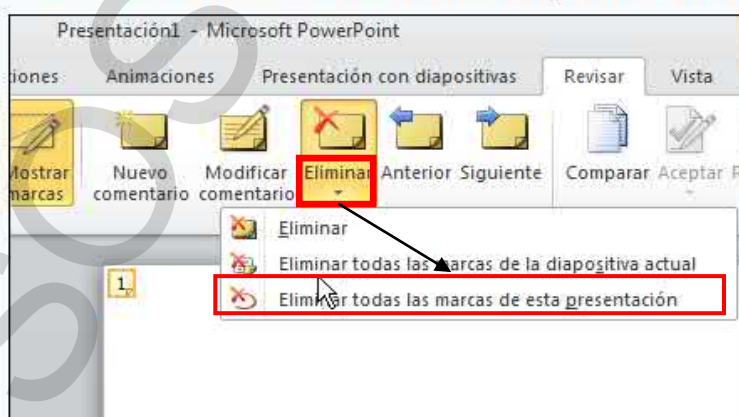 Presentación1 - Microsoft PowerPoint
ciones Animaciones Presentación con diapositivas Revisar Vista
Mostrar marcas
Nuevo comentario
Modificar comentario
Eliminar
Anterior
Siguiente
Comparar
Aceptar
Eliminar
Eliminar todas las marcas de la diapositiva actual
Eliminar todas las marcas de esta presentación
1